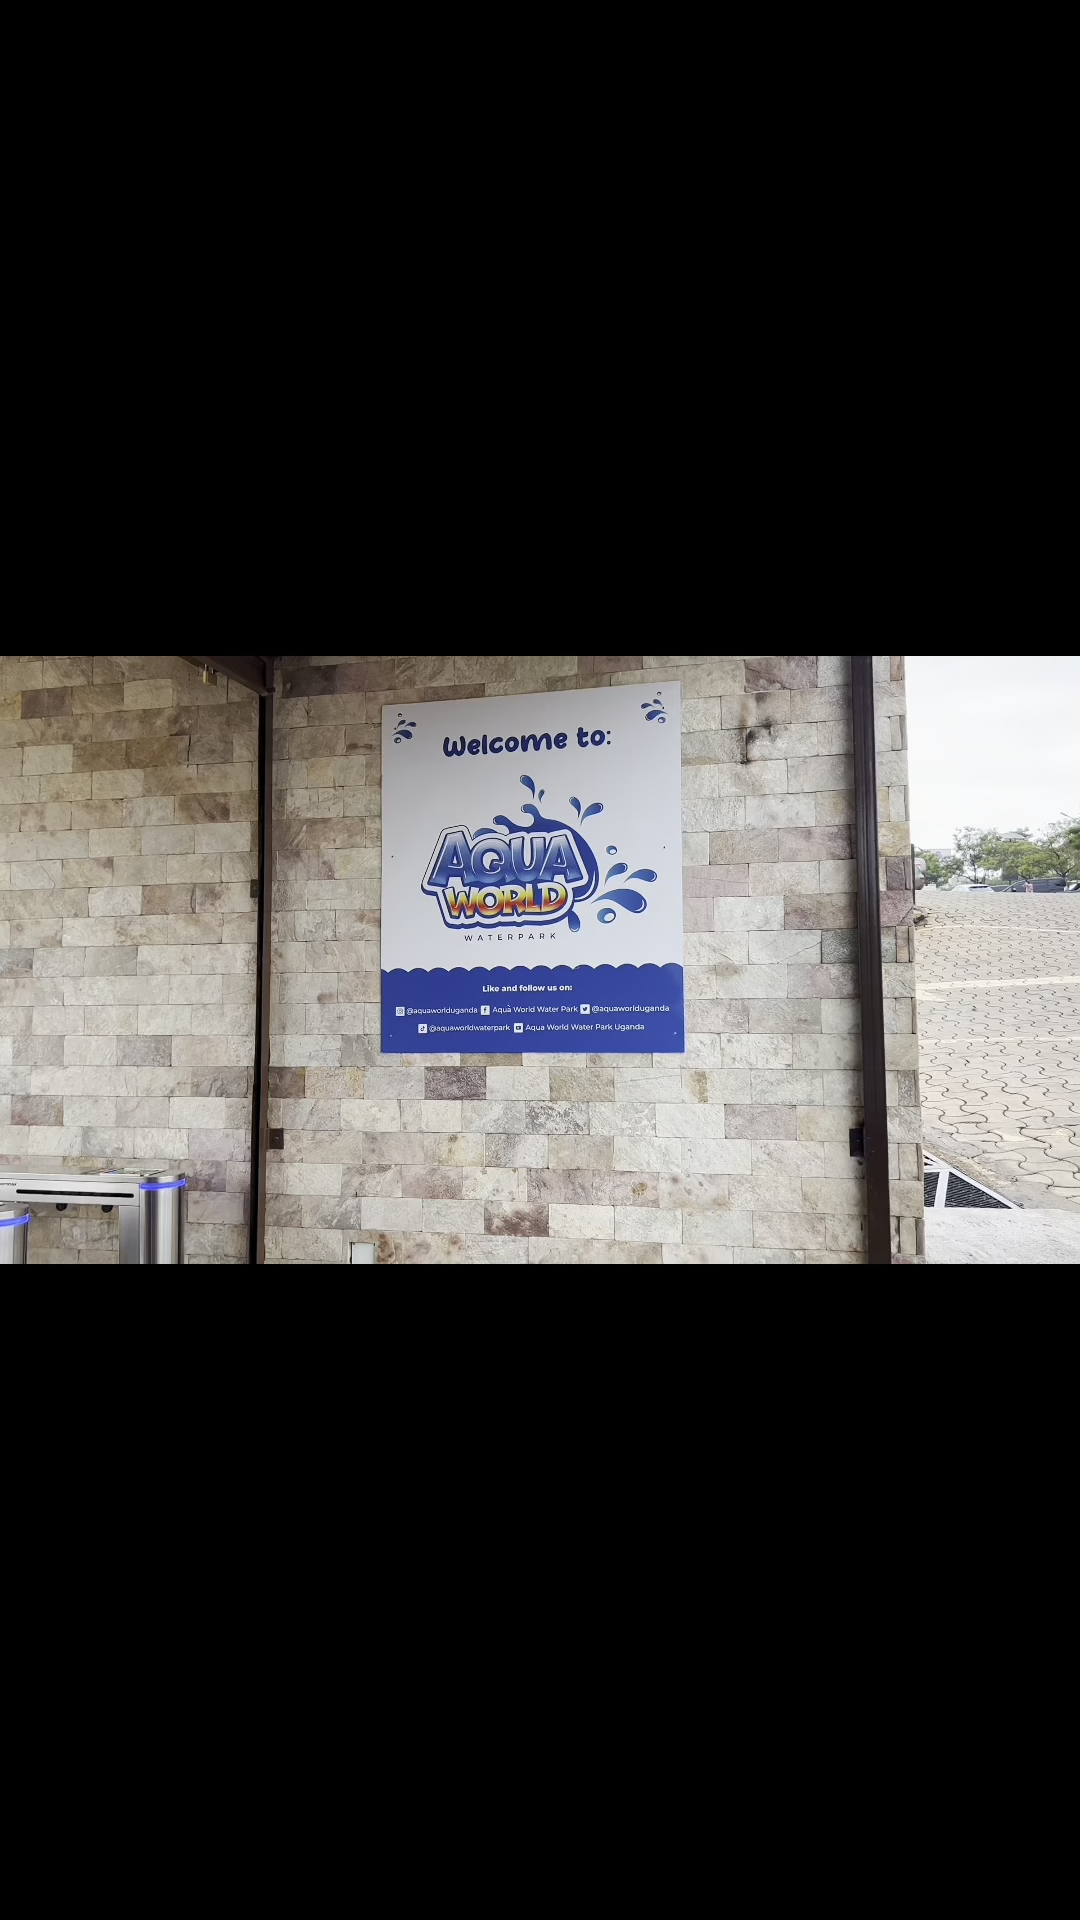 Welcome to:
AQUA
WORLD
WATERPARK
Like and follow us on:
@aquaworlduganda Aqua World Water Park @aquaworlduganda
@aquaworldwaterpark Aqua World Water Park Uganda